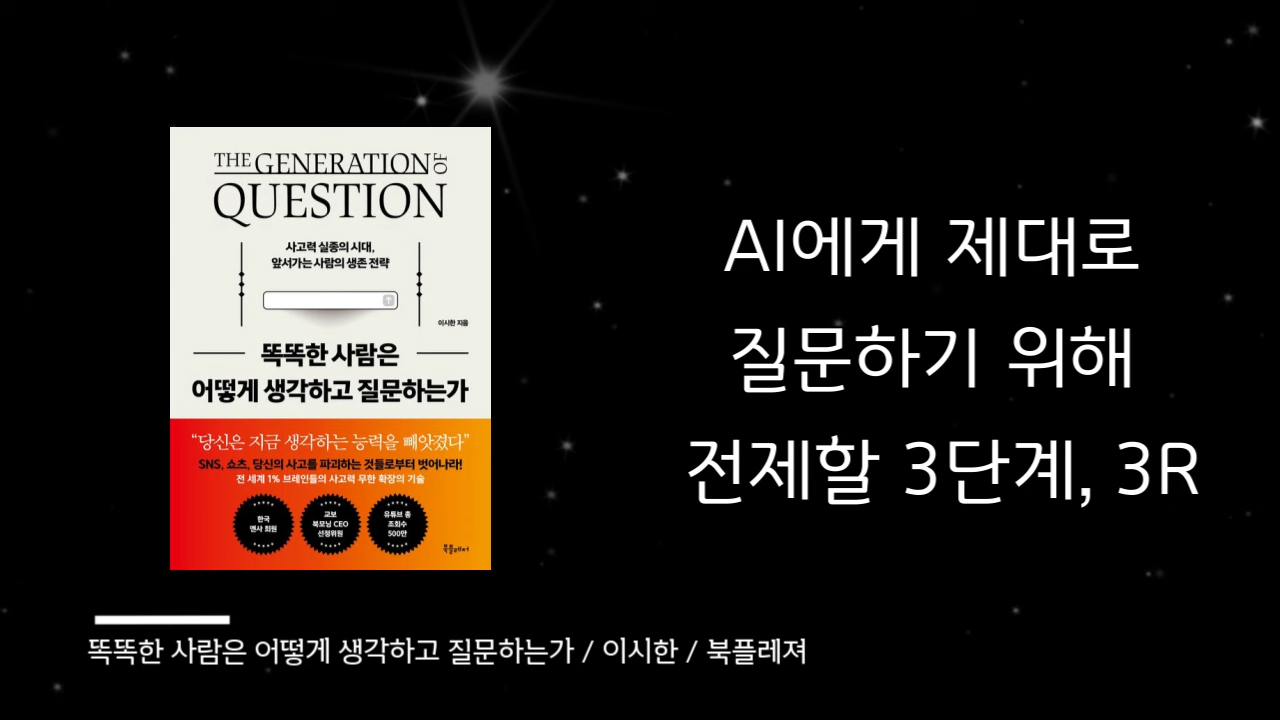 THE GENERATION OF
QUESTION
사고력 실종의 시대,
앞서가는 사람의 생존 전략
이시한 지음
똑똑한 사람은
어떻게 생각하고 질문하는가
“당신은 지금 생각하는 능력을 빼앗겼다”
SNS, 쇼츠, 당신의 사고를 파괴하는 것들로부터 벗어나라!
전 세계 1% 브레인들의 사고력 무한 확장의 기술
한국
멘사 회원
교보
북모닝 CEO
선정위원
유튜브 총
조회수
500만
북플레저
AI에게 제대로
질문하기 위해
전제할 3단계, 3R
똑똑한 사람은 어떻게 생각하고 질문하는가 / 이시한 / 북플레져